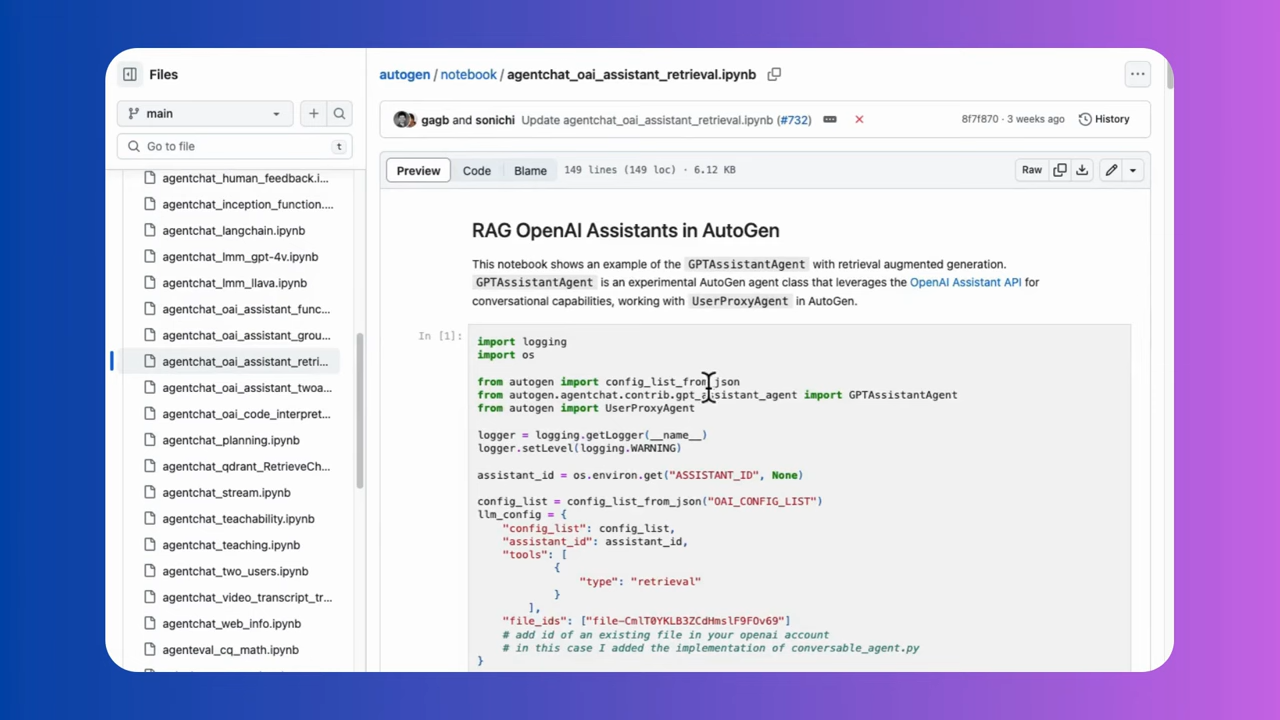 Files
main
Go to file
t
agentchat_human_feedback.i...
agentchat_inception_function....
agentchat_langchain.ipynb
agentchat_lmm_gpt-4v.ipynb
agentchat_lmm_llava.ipynb
agentchat_oai_assistant_func...
agentchat_oai_assistant_grou...
agentchat_oai_assistant_retri...
agentchat_oai_assistant_twoa...
agentchat_oai_code_interpret...
agentchat_planning.ipynb
agentchat_qdrant_RetrieveCh...
agentchat_stream.ipynb
agentchat_teachability.ipynb
agentchat_teaching.ipynb
agentchat_two_users.ipynb
agentchat_video_transcript_tr...
agentchat_web_info.ipynb
agenteval_cq_math.ipynb
autogen / notebook / agentchat_oai_assistant_retrieval.ipynb
gagb and sonichi Update agentchat_oai_assistant_retrieval.ipynb (#732) 8f7f870 · 3 weeks ago History
Preview Code Blame 149 lines (149 loc) · 6.12 KB Raw
RAG OpenAI Assistants in AutoGen
This notebook shows an example of the GPTAssistantAgent with retrieval augmented generation.
GPTAssistantAgent is an experimental AutoGen agent class that leverages the OpenAI Assistant API for
conversational capabilities, working with UserProxyAgent in AutoGen.
In [1]:
import logging
import os
from autogen import config_list_from_json
from autogen.agentchat.contrib.gpt_assistant_agent import GPTAssistantAgent
from autogen import UserProxyAgent
logger = logging.getLogger(__name__)
logger.setLevel(logging.WARNING)
assistant_id = os.environ.get("ASSISTANT_ID", None)
config_list = config_list_from_json("OAI_CONFIG_LIST")
llm_config = {
"config_list": config_list,
"assistant_id": assistant_id,
"tools": [
{
"type": "retrieval"
}
],
"file_ids": ["file-CmlT0YKLB3ZCdHmslF9FOv69"]
# add id of an existing file in your openai account
# in this case I added the implementation of conversable_agent.py
}